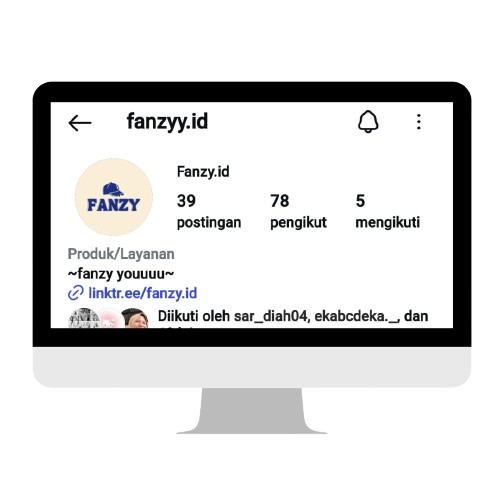 fanzyy.id
FANZY
Fanzy.id
39 78 5
postingan pengikut mengikuti
Produk/Layanan
~fanzy youuuu~
linktr.ee/fanzy.id
Diikuti oleh sar_diah04, ekabcdeka._, dan